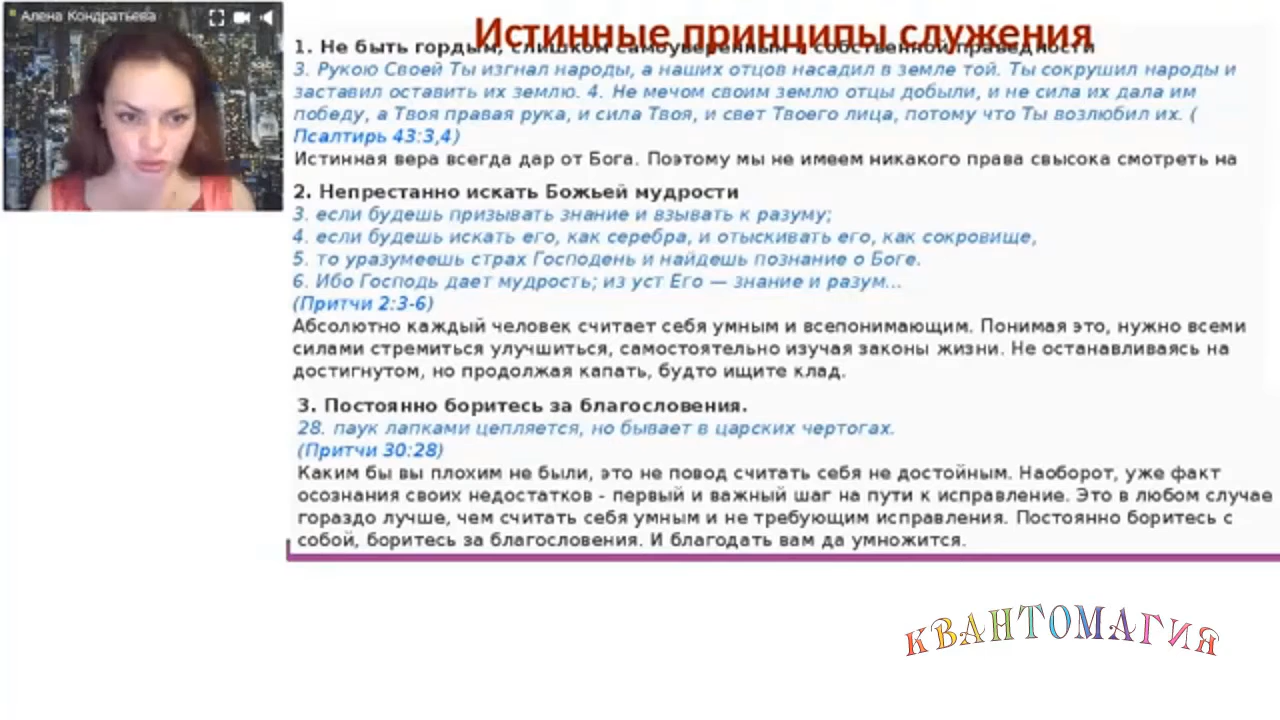 Алена Кондратьева
Истинные принципы служения
1. Не быть гордым, слишком самоуверенным и собственной праведности
3. Рукою Своей Ты изгнал народы, а наших отцов насадил в земле той. Ты сокрушил народы и
заставил оставить их землю. 4. Не мечом своим землю отцы добыли, и не сила их дала им
победу, а Твоя правая рука, и сила Твоя, и свет Твоего лица, потому что Ты возлюбил их. (
Псалтирь 43:3,4)
Истинная вера всегда дар от Бога. Поэтому мы не имеем никакого права свысока смотреть на
2. Непрестанно искать Божьей мудрости
3. если будешь призывать знание и взывать к разуму;
4. если будешь искать его, как серебра, и отыскивать его, как сокровище,
5. то уразумеешь страх Господень и найдешь познание о Боге.
6. Ибо Господь дает мудрость; из уст Его — знание и разум...
(Притчи 2:3-6)
Абсолютно каждый человек считает себя умным и всепонимающим. Понимая это, нужно всеми
силами стремиться улучшиться, самостоятельно изучая законы жизни. Не останавливаясь на
достигнутом, но продолжая капать, будто ищите клад.
3. Постоянно боритесь за благословения.
28. паук лапками цепляется, но бывает в царских чертогах.
(Притчи 30:28)
Каким бы вы плохим не были, это не повод считать себя не достойным. Наоборот, уже факт
осознания своих недостатков - первый и важный шаг на пути к исправление. Это в любом случае
гораздо лучше, чем считать себя умным и не требующим исправления. Постоянно боритесь с
собой, боритесь за благословения. И благодать вам да умножится.
КВАНТОМАГИЯ